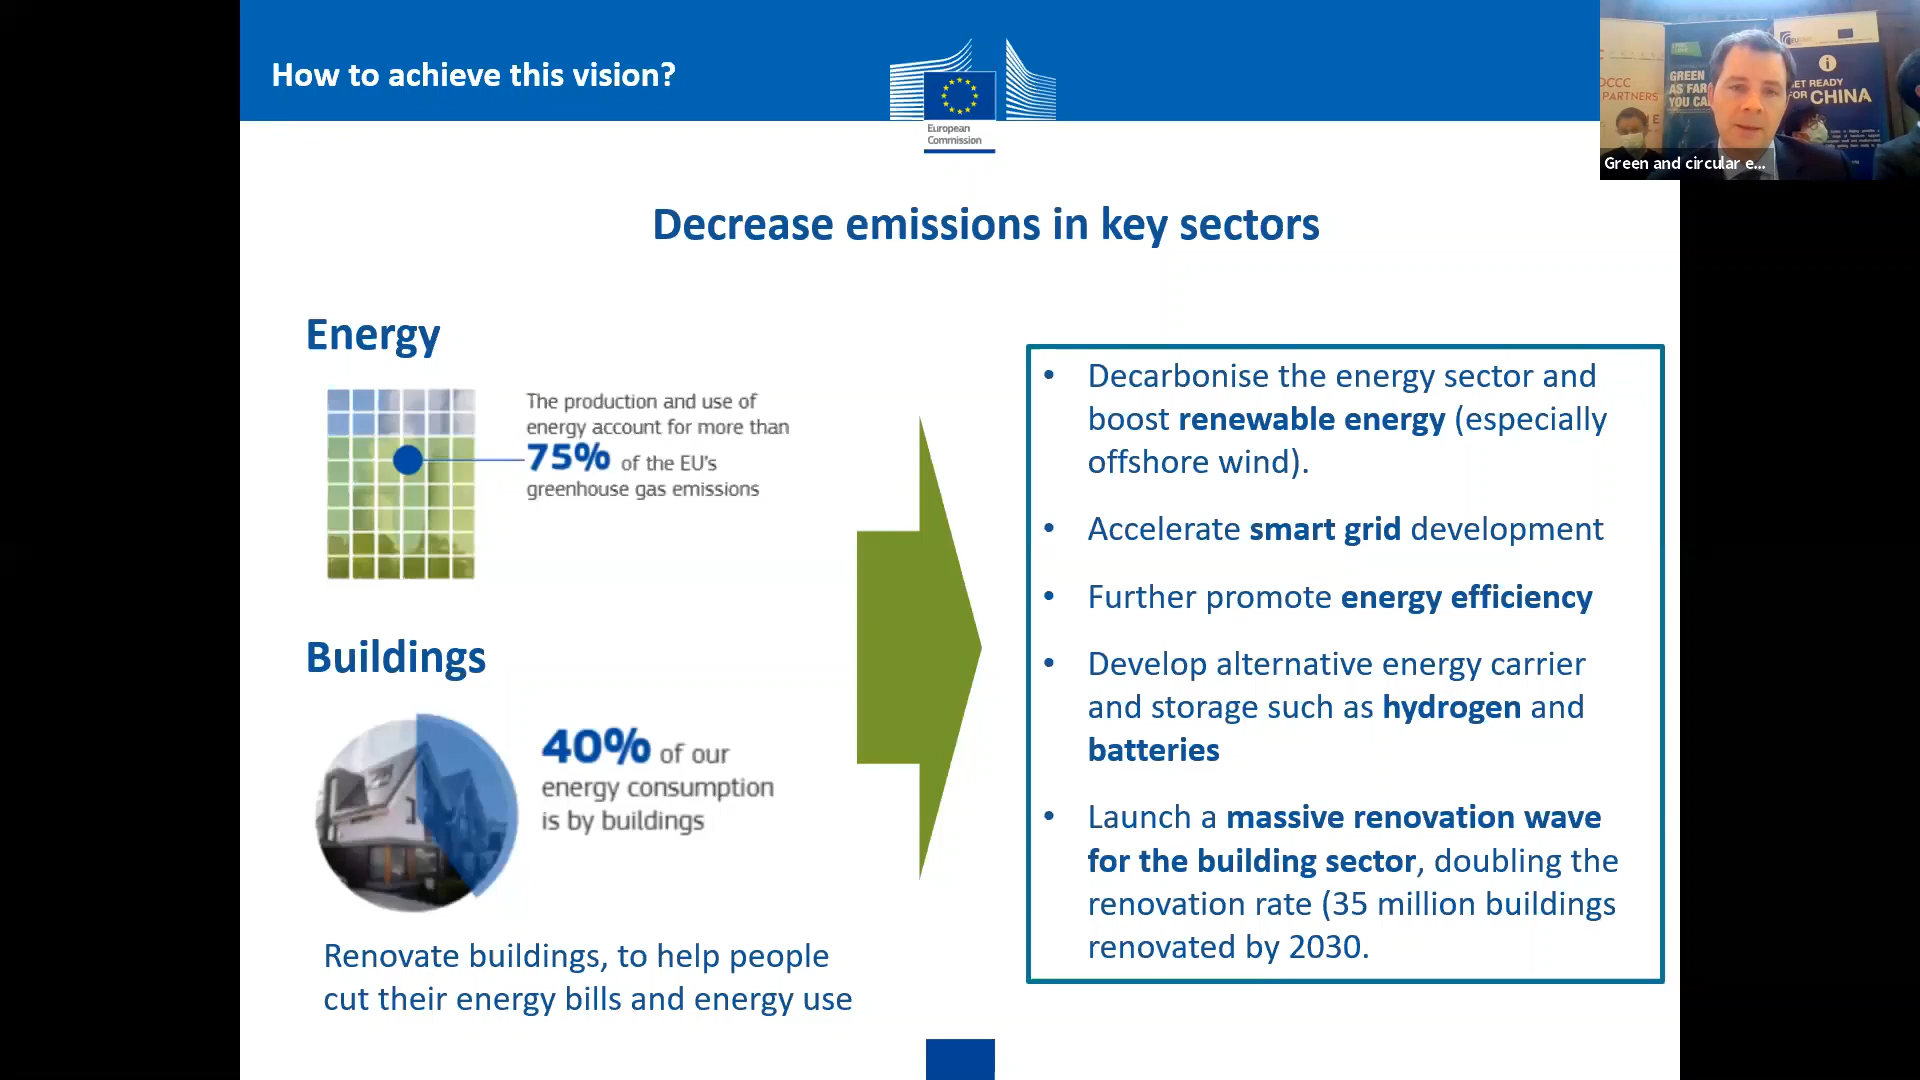 How to achieve this vision?
European
Commission
GREEN
AS FAR
YOU CA
PARTNERS
i
ET READY
OR CHINA
Green and circular e...
Decrease emissions in key sectors
Energy
The production and use of
energy account for more than
75% of the EU's
greenhouse gas emissions
Buildings
40% of our
energy consumption
is by buildings
Renovate buildings, to help people
cut their energy bills and energy use
• Decarbonise the energy sector and
boost renewable energy (especially
offshore wind).
• Accelerate smart grid development
• Further promote energy efficiency
• Develop alternative energy carrier
and storage such as hydrogen and
batteries
• Launch a massive renovation wave
for the building sector, doubling the
renovation rate (35 million buildings
renovated by 2030.